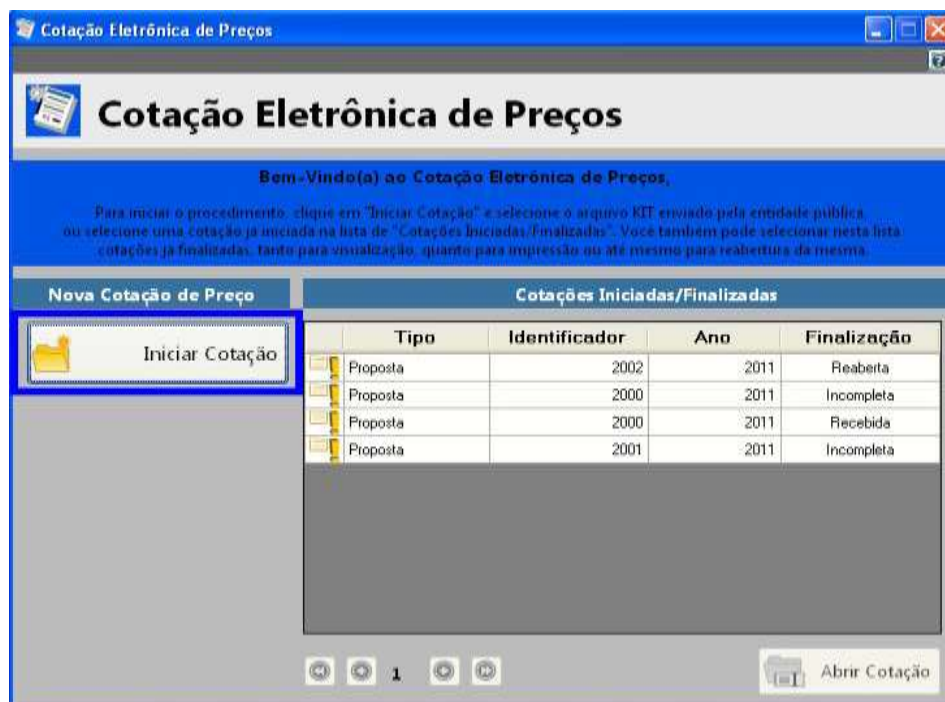 Cotação Eletrônica de Preços
Cotação Eletrônica de Preços
Bem-Vindo(a) ao Cotação Eletrônica de Preços,
Para iniciar o procedimento, clique em "Iniciar Cotação" e selecione o arquivo KIT enviado pela entidade pública,
ou selecione uma cotação já iniciada na lista de "Cotações Iniciadas/Finalizadas". Você também pode selecionar nesta lista
cotações já finalizadas, tanto para visualização, quanto para impressão ou até mesmo para reabertura da mesma.
Nova Cotação de Preço
Cotações Iniciadas/Finalizadas
Iniciar Cotação
Tipo Identificador Ano Finalização
Proposta 2002 2011 Reaberta
Proposta 2000 2011 Incompleta
Proposta 2000 2011 Recebida
Proposta 2001 2011 Incompleta
1
Abrir Cotação